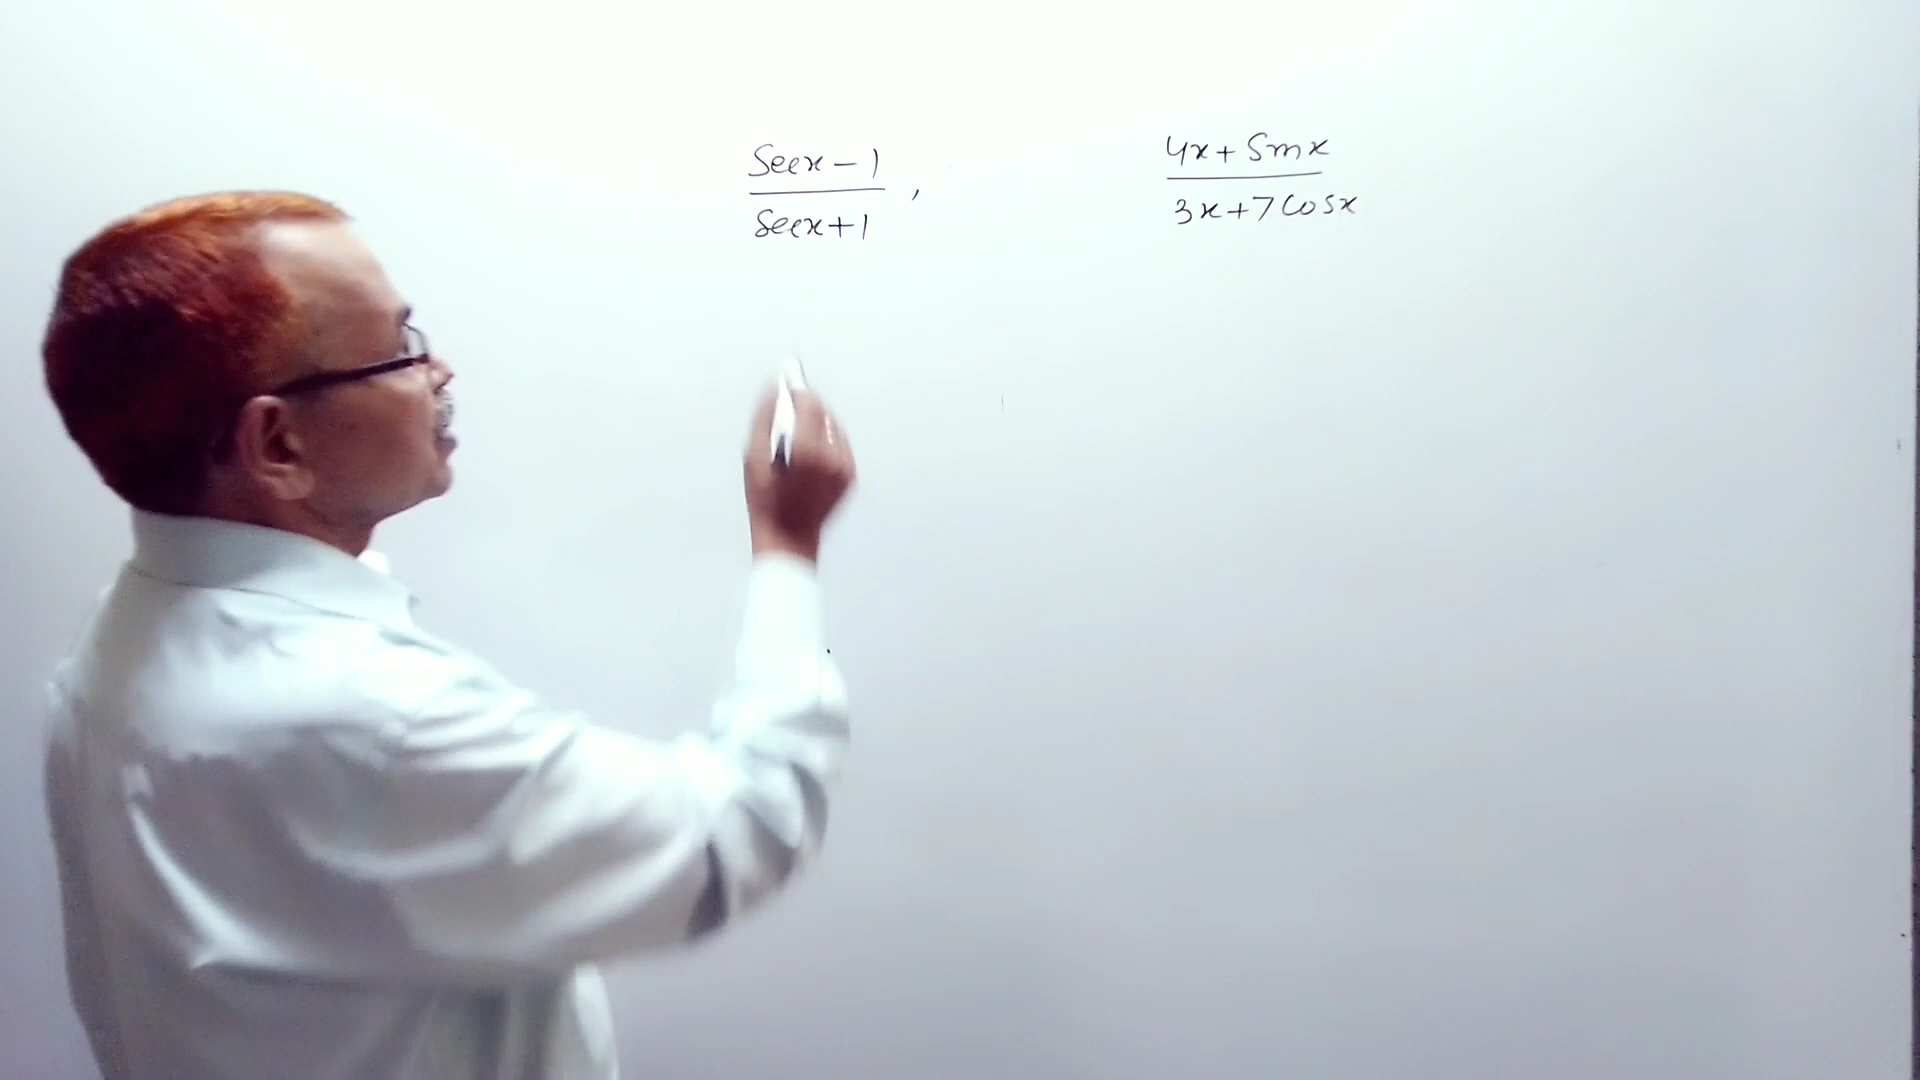 Secx - 1
Secx + 1 ,
4x + Sinx
3x + 7 Cosx